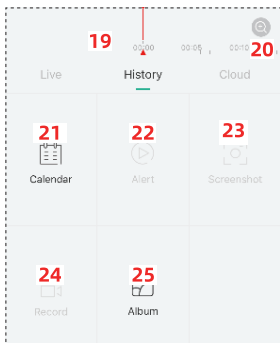 19
00:00 00:05 00:10
20
Live History Cloud
21 22 23
Calendar Alert Screenshot
24 25
Record Album